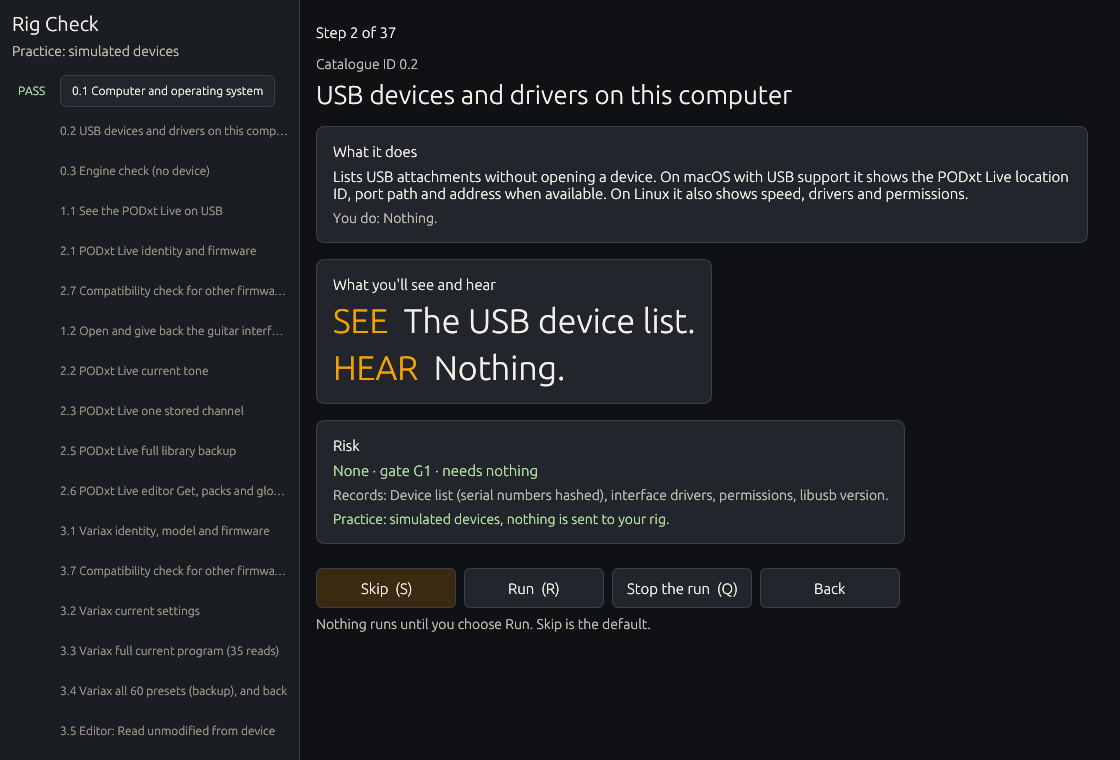 Rig Check
Practice: simulated devices
PASS
0.1 Computer and operating system
0.2 USB devices and drivers on this comp…
0.3 Engine check (no device)
1.1 See the PODxt Live on USB
2.1 PODxt Live identity and firmware
2.7 Compatibility check for other firmwa…
1.2 Open and give back the guitar interf…
2.2 PODxt Live current tone
2.3 PODxt Live one stored channel
2.5 PODxt Live full library backup
2.6 PODxt Live editor Get, packs and glo…
3.1 Variax identity, model and firmware
3.7 Compatibility check for other firmwa…
3.2 Variax current settings
3.3 Variax full current program (35 reads)
3.4 Variax all 60 presets (backup), and back
3.5 Editor: Read unmodified from device
Step 2 of 37
Catalogue ID 0.2
USB devices and drivers on this computer
What it does
Lists USB attachments without opening a device. On macOS with USB support it shows the PODxt Live location
ID, port path and address when available. On Linux it also shows speed, drivers and permissions.
You do: Nothing.
What you'll see and hear
SEE The USB device list.
HEAR Nothing.
Risk
None · gate G1 · needs nothing
Records: Device list (serial numbers hashed), interface drivers, permissions, libusb version.
Practice: simulated devices, nothing is sent to your rig.
Skip (S)
Run (R)
Stop the run (Q)
Back
Nothing runs until you choose Run. Skip is the default.